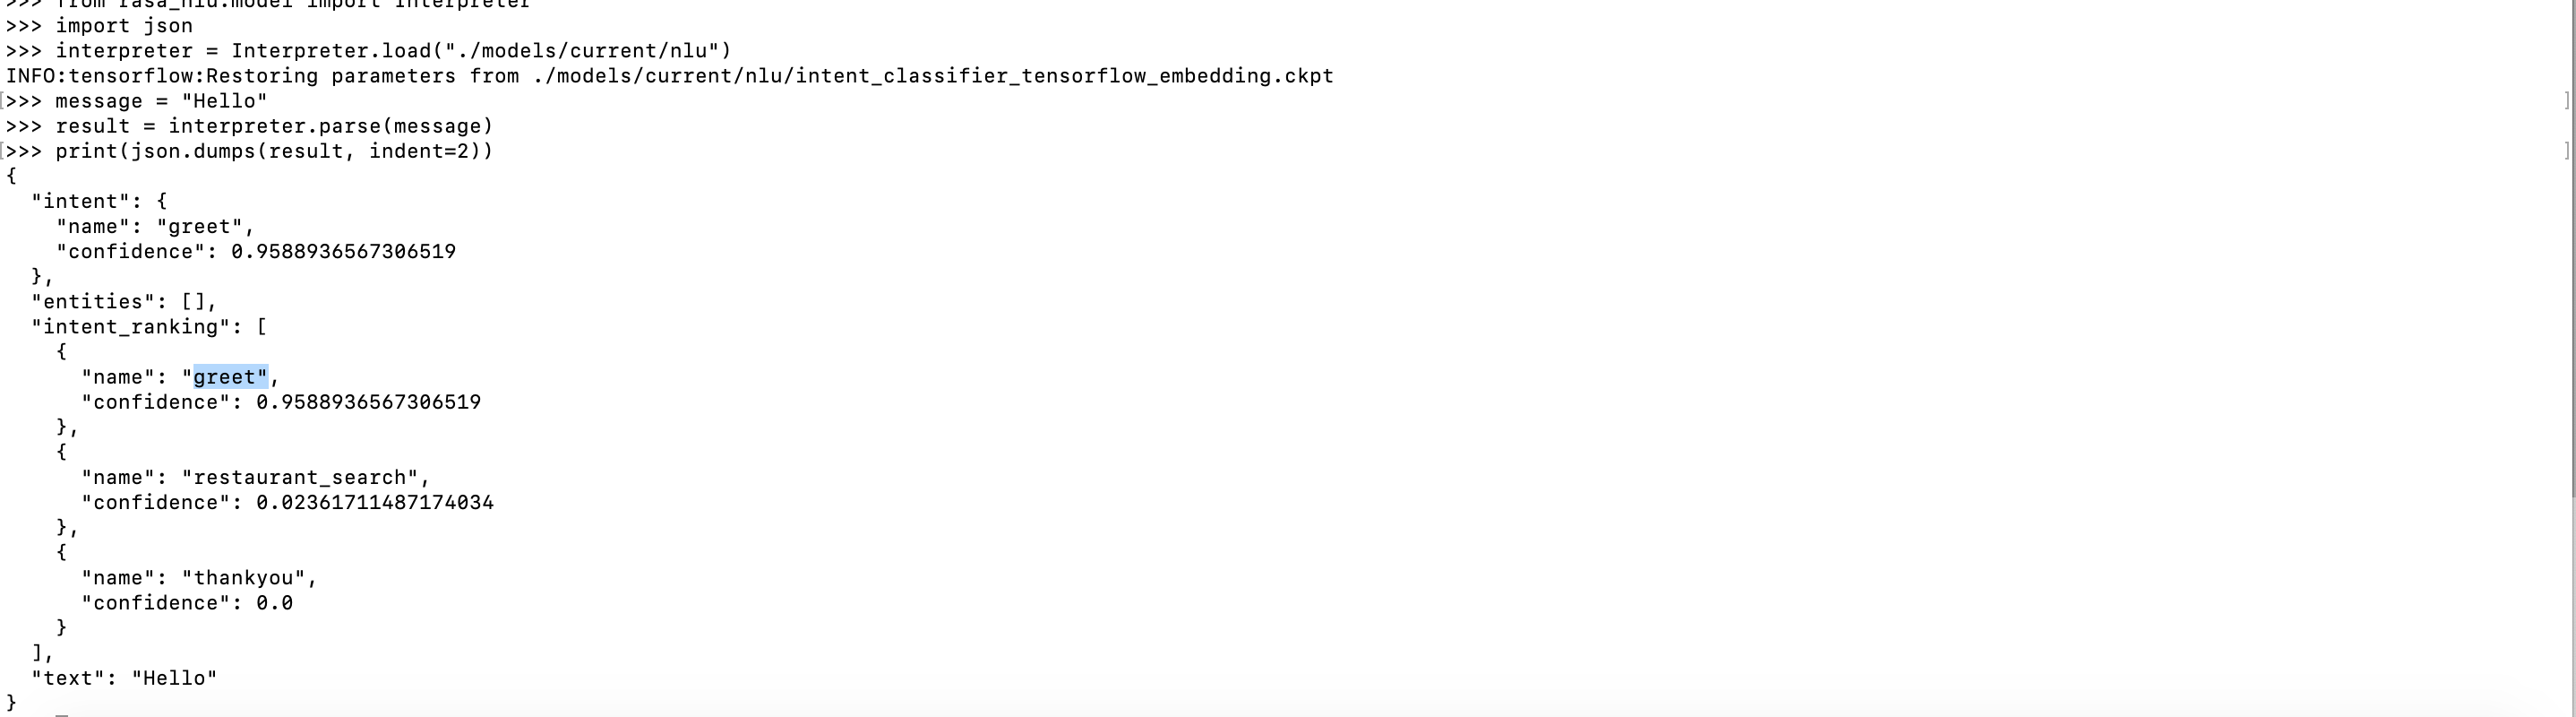 >>> from rasa_nlu.model import Interpreter
>>> import json
>>> interpreter = Interpreter.load("./models/current/nlu")
INFO:tensorflow:Restoring parameters from ./models/current/nlu/intent_classifier_tensorflow_embedding.ckpt
[>>> message = "Hello" ]
>>> result = interpreter.parse(message)
[>>> print(json.dumps(result, indent=2)) ]
{
  "intent": {
    "name": "greet",
    "confidence": 0.9588936567306519
  },
  "entities": [],
  "intent_ranking": [
    {
      "name": "greet",
      "confidence": 0.9588936567306519
    },
    {
      "name": "restaurant_search",
      "confidence": 0.02361711487174034
    },
    {
      "name": "thankyou",
      "confidence": 0.0
    }
  ],
  "text": "Hello"
}